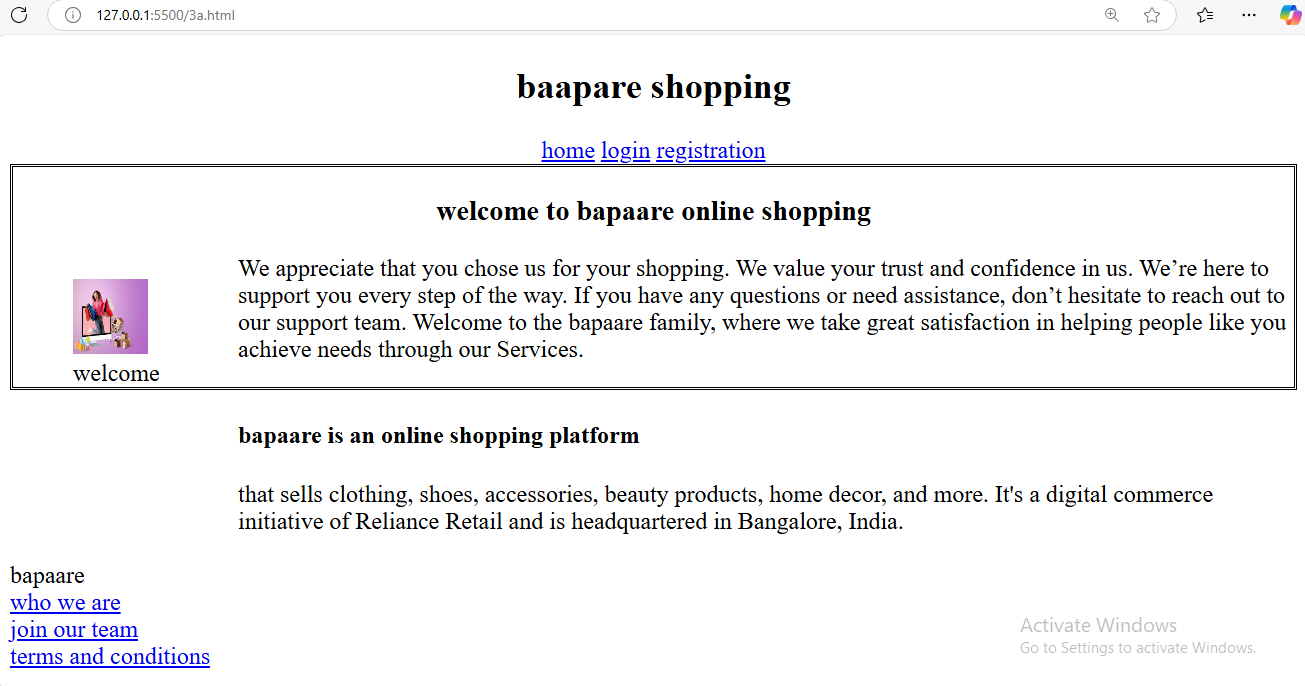 127.0.0.1:5500/3a.html
baapare shopping
home login registration
welcome to bapaare online shopping
We appreciate that you chose us for your shopping. We value your trust and confidence in us. We’re here to
support you every step of the way. If you have any questions or need assistance, don’t hesitate to reach out to
our support team. Welcome to the bapaare family, where we take great satisfaction in helping people like you
achieve needs through our Services.
welcome
bapaare is an online shopping platform
that sells clothing, shoes, accessories, beauty products, home decor, and more. It's a digital commerce
initiative of Reliance Retail and is headquartered in Bangalore, India.
bapaare
who we are
join our team
terms and conditions
Activate Windows
Go to Settings to activate Windows.